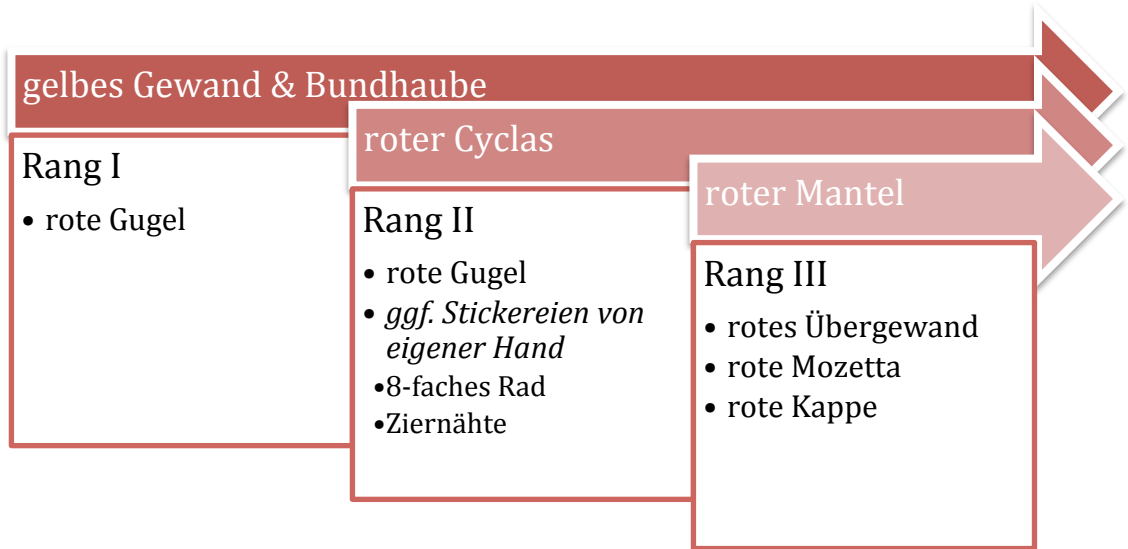 gelbes Gewand & Bundhaube
Rang I
• rote Gugel
roter Cyclas
Rang II
• rote Gugel
• ggf. Stickereien von
eigener Hand
•8-faches Rad
•Ziernähte
roter Mantel
Rang III
• rotes Übergewand
• rote Mozetta
• rote Kappe